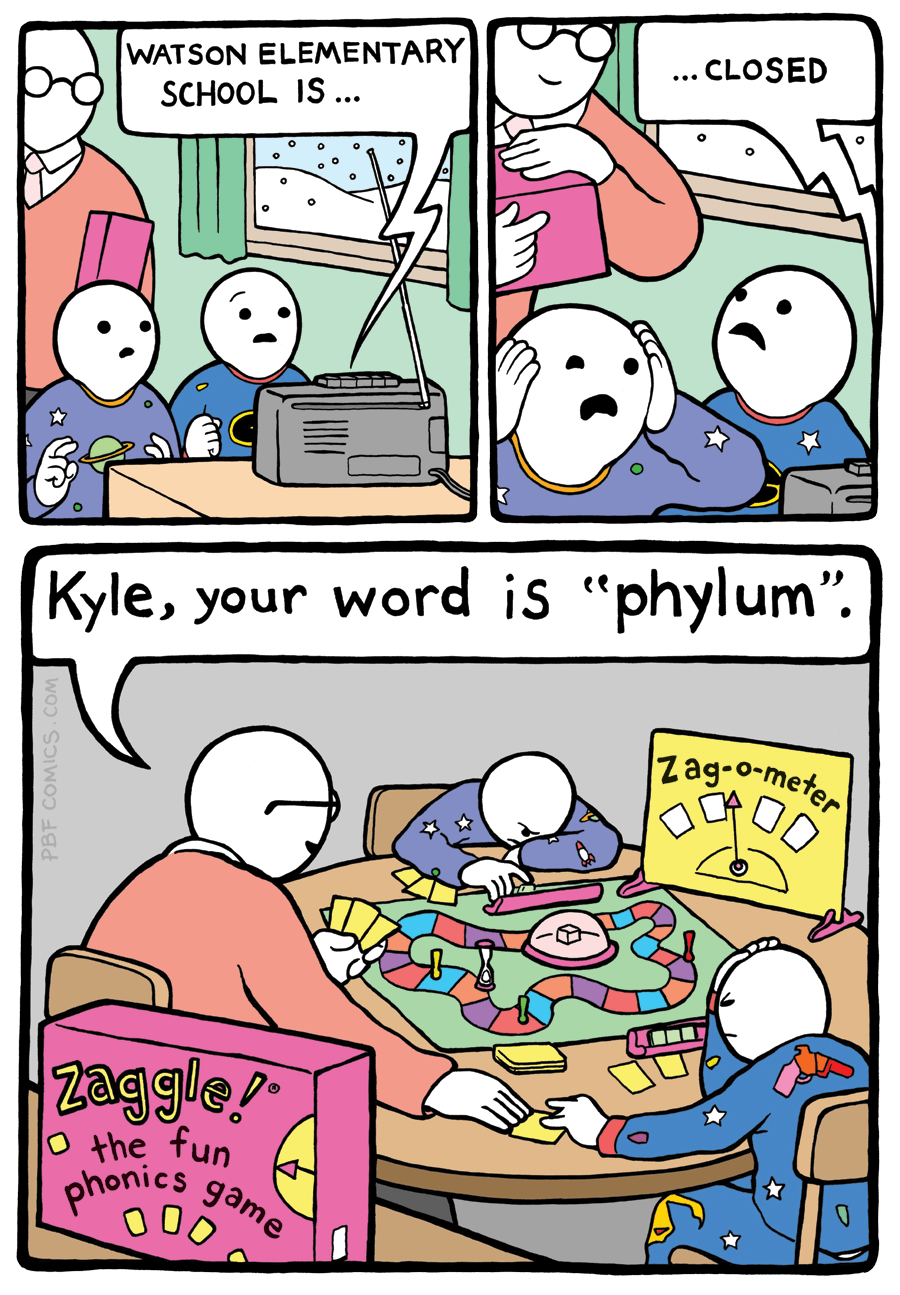 WATSON ELEMENTARY
SCHOOL IS ...
...CLOSED
Kyle, your word is “phylum”.
PBF COMICS.COM
Zag-o-meter
Zaggle!®
the fun
phonics game